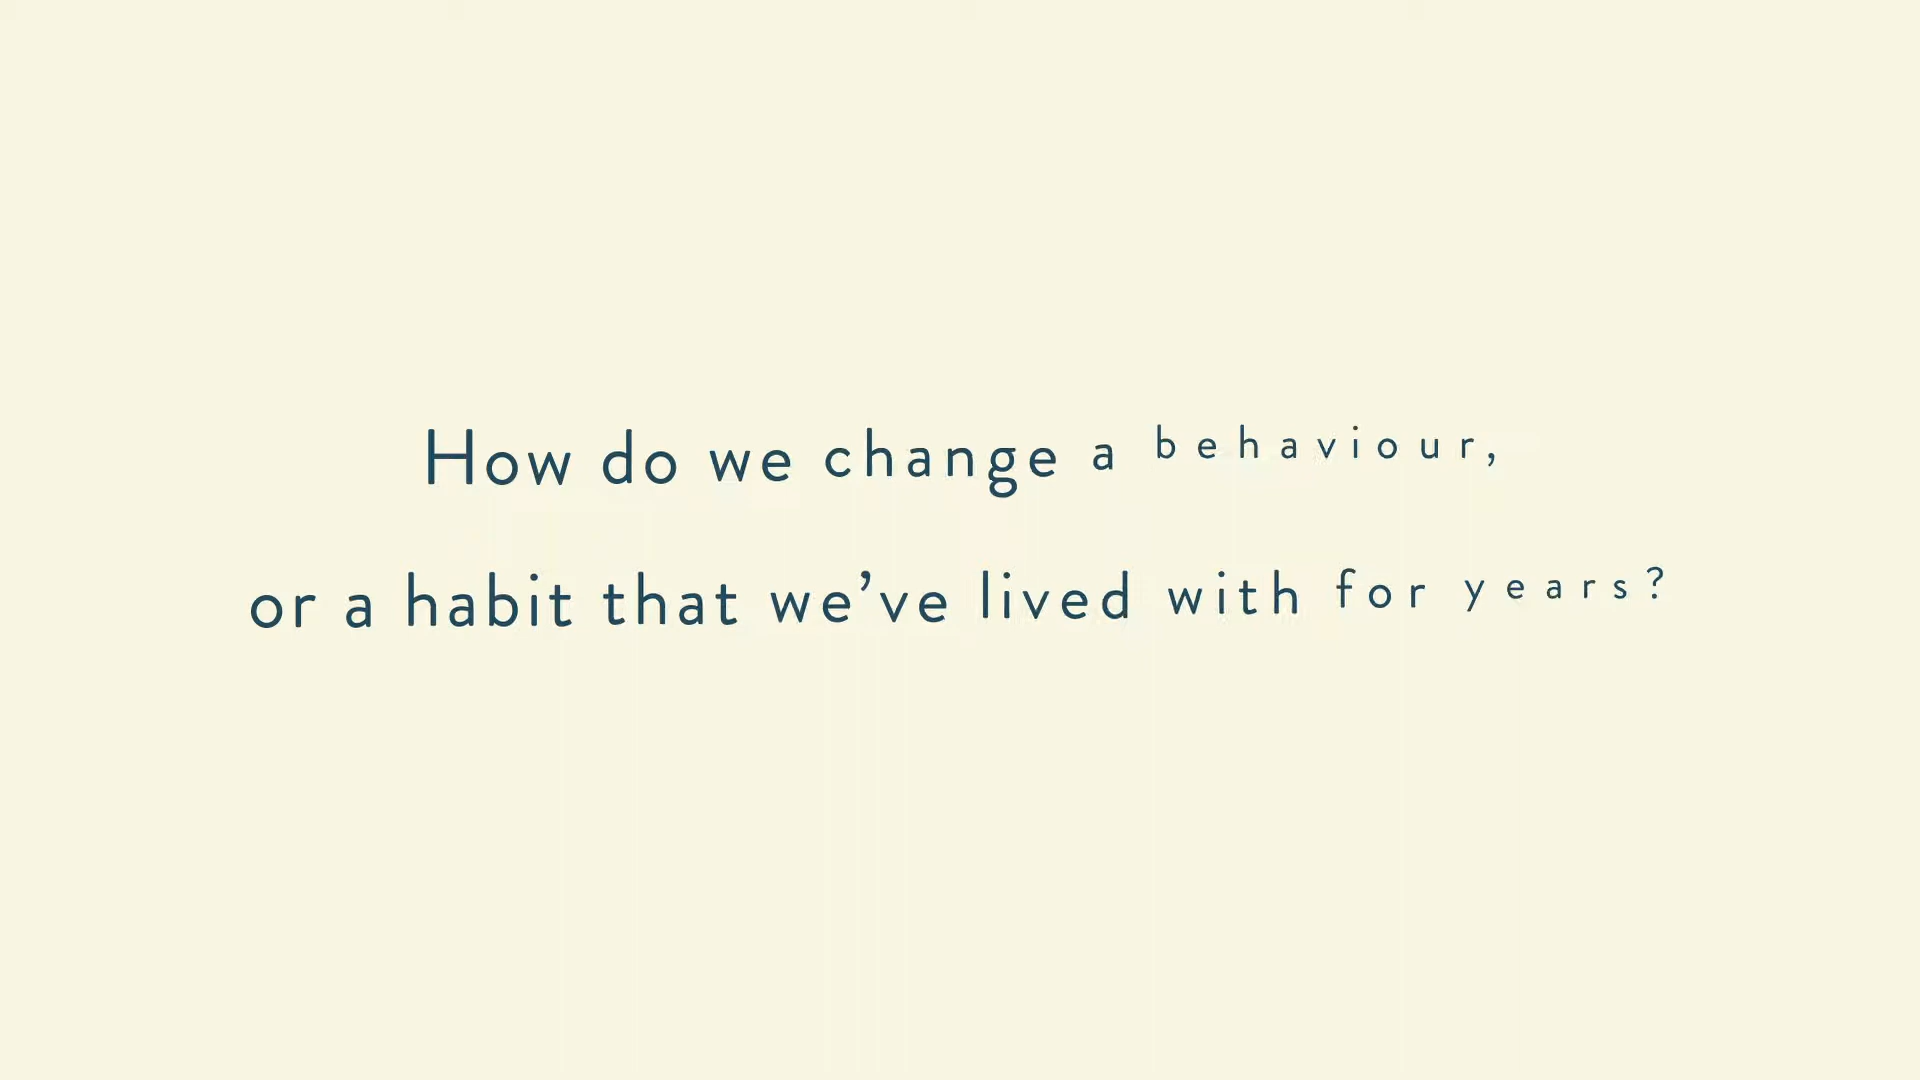 How do we change a behaviour,
or a habit that we’ve lived with for years?